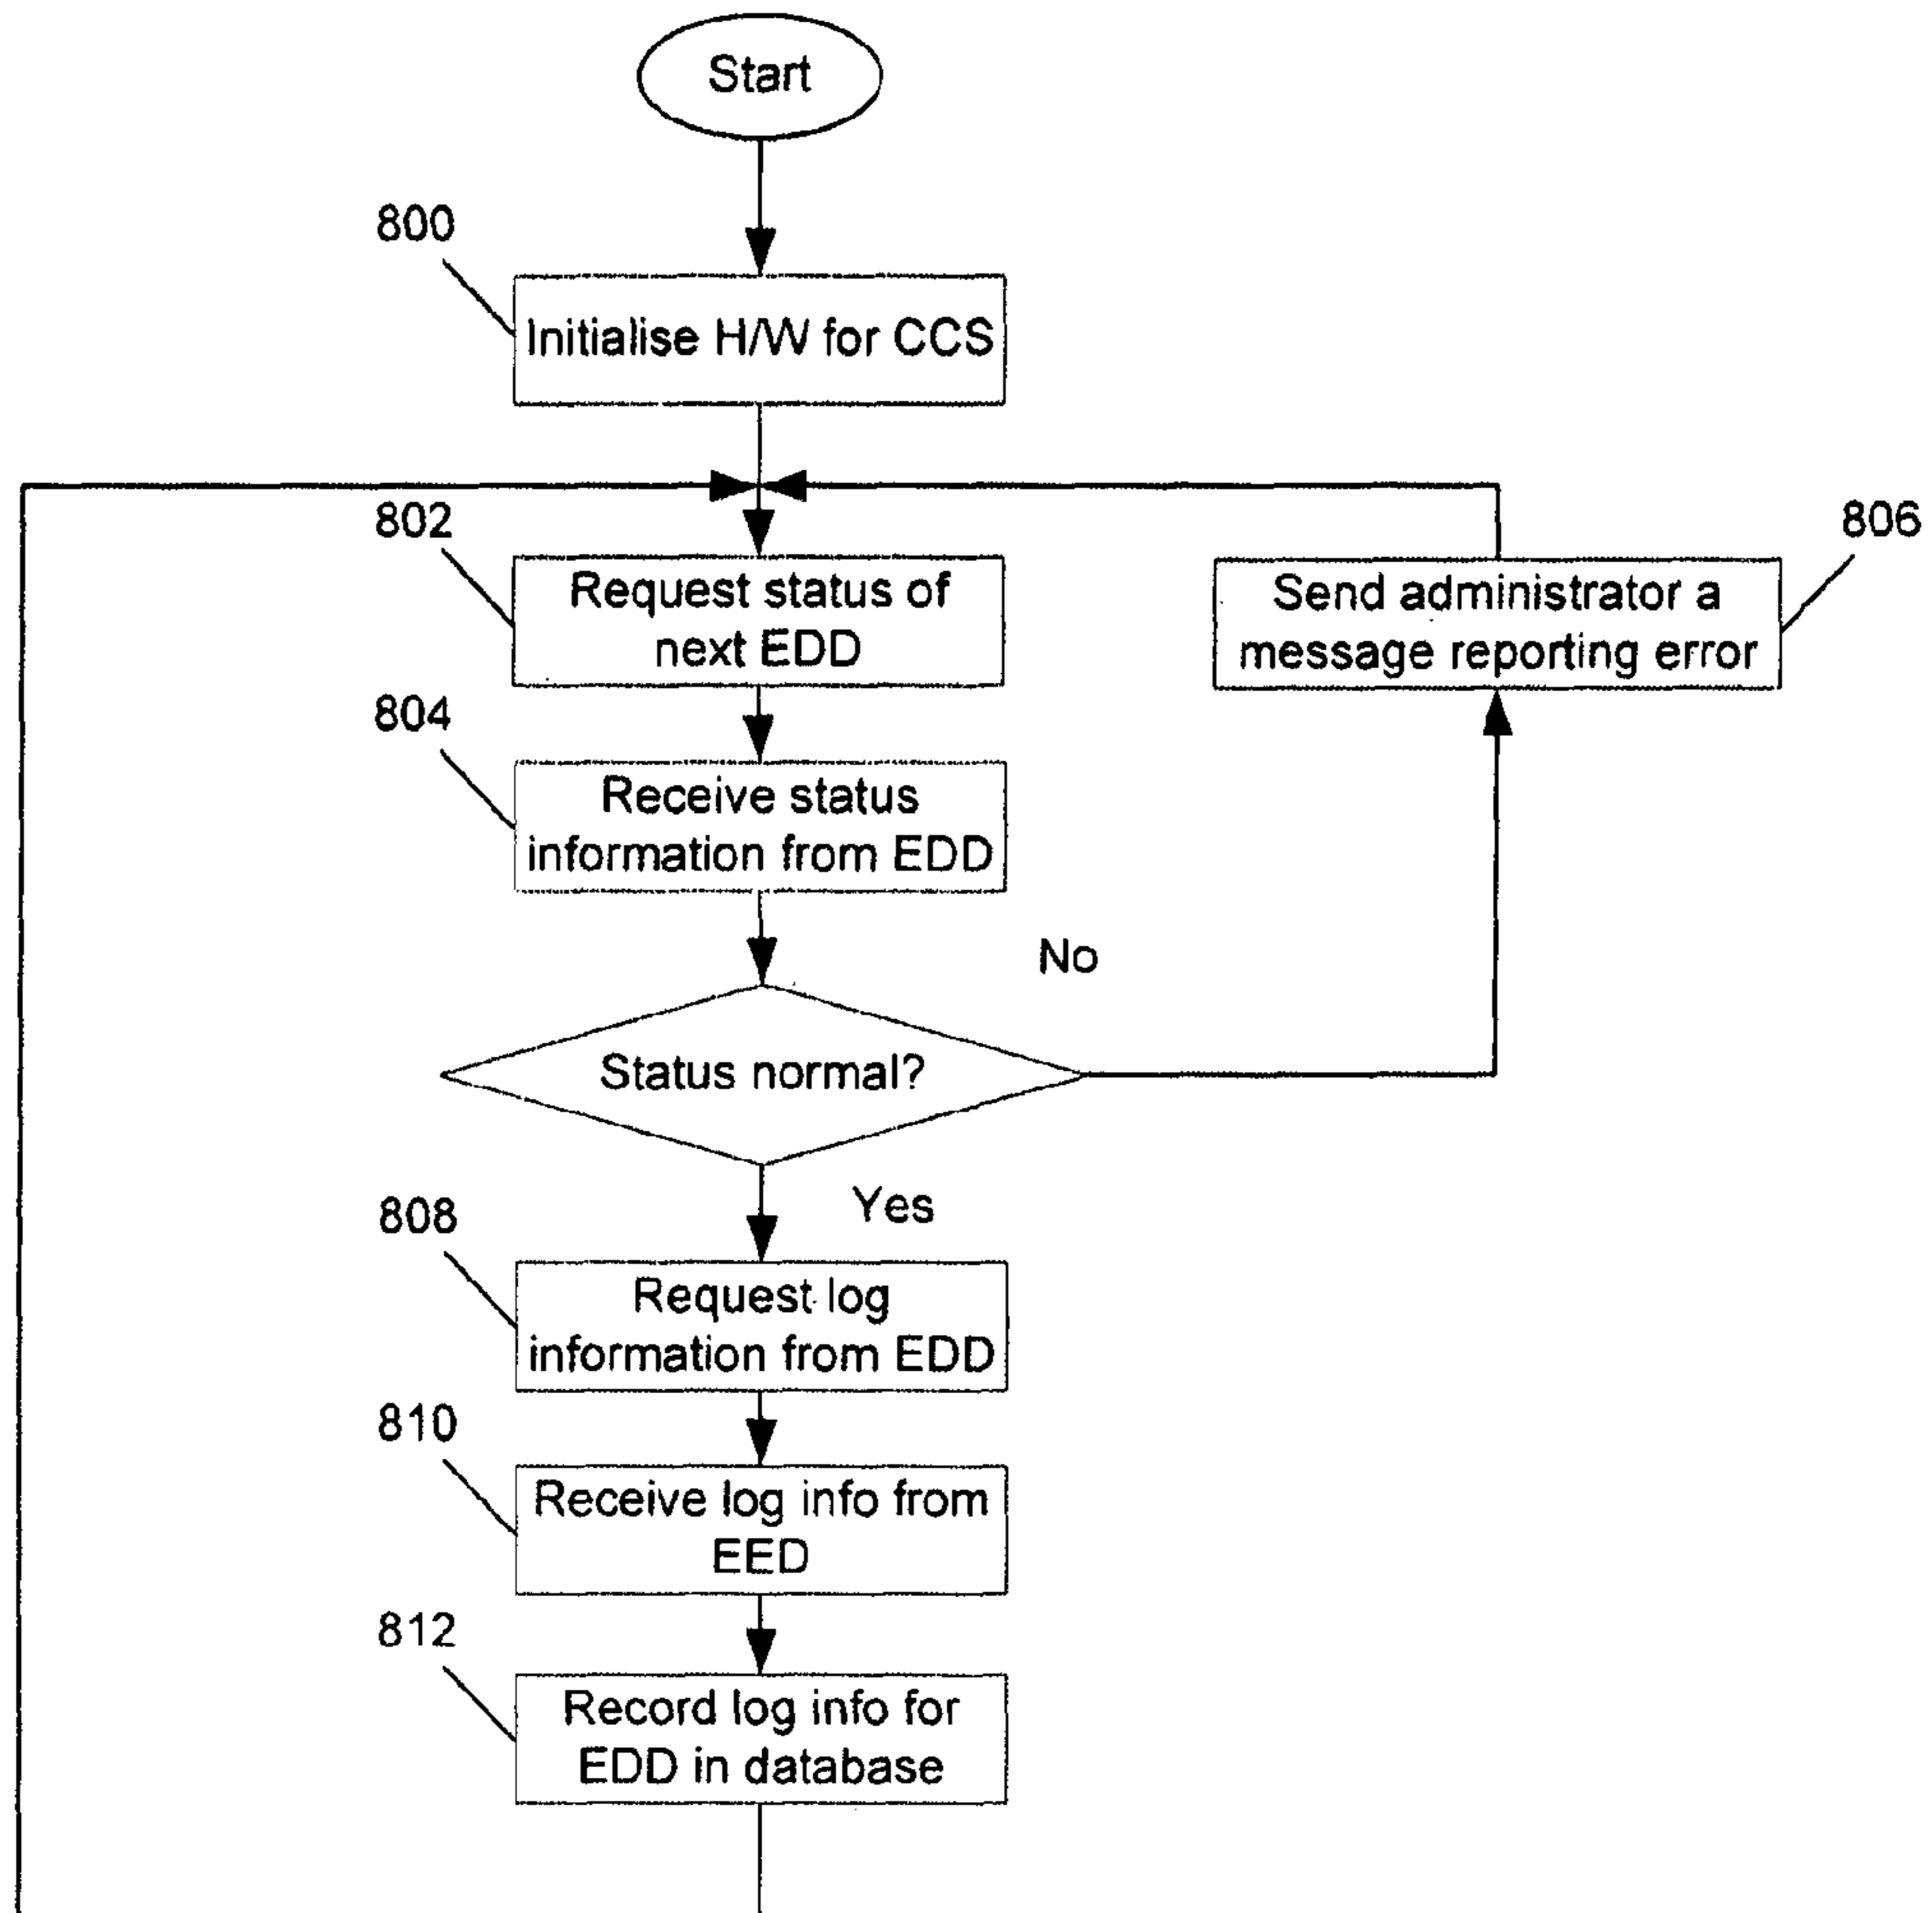 Start
800
Initialise H/W for CCS
802
Request status of
next EDD
806
Send administrator a
message reporting error
804
Receive status
information from EDD
No
Status normal?
Yes
808
Request log
information from EDD
810
Receive log info from
EED
812
Record log info for
EDD in database